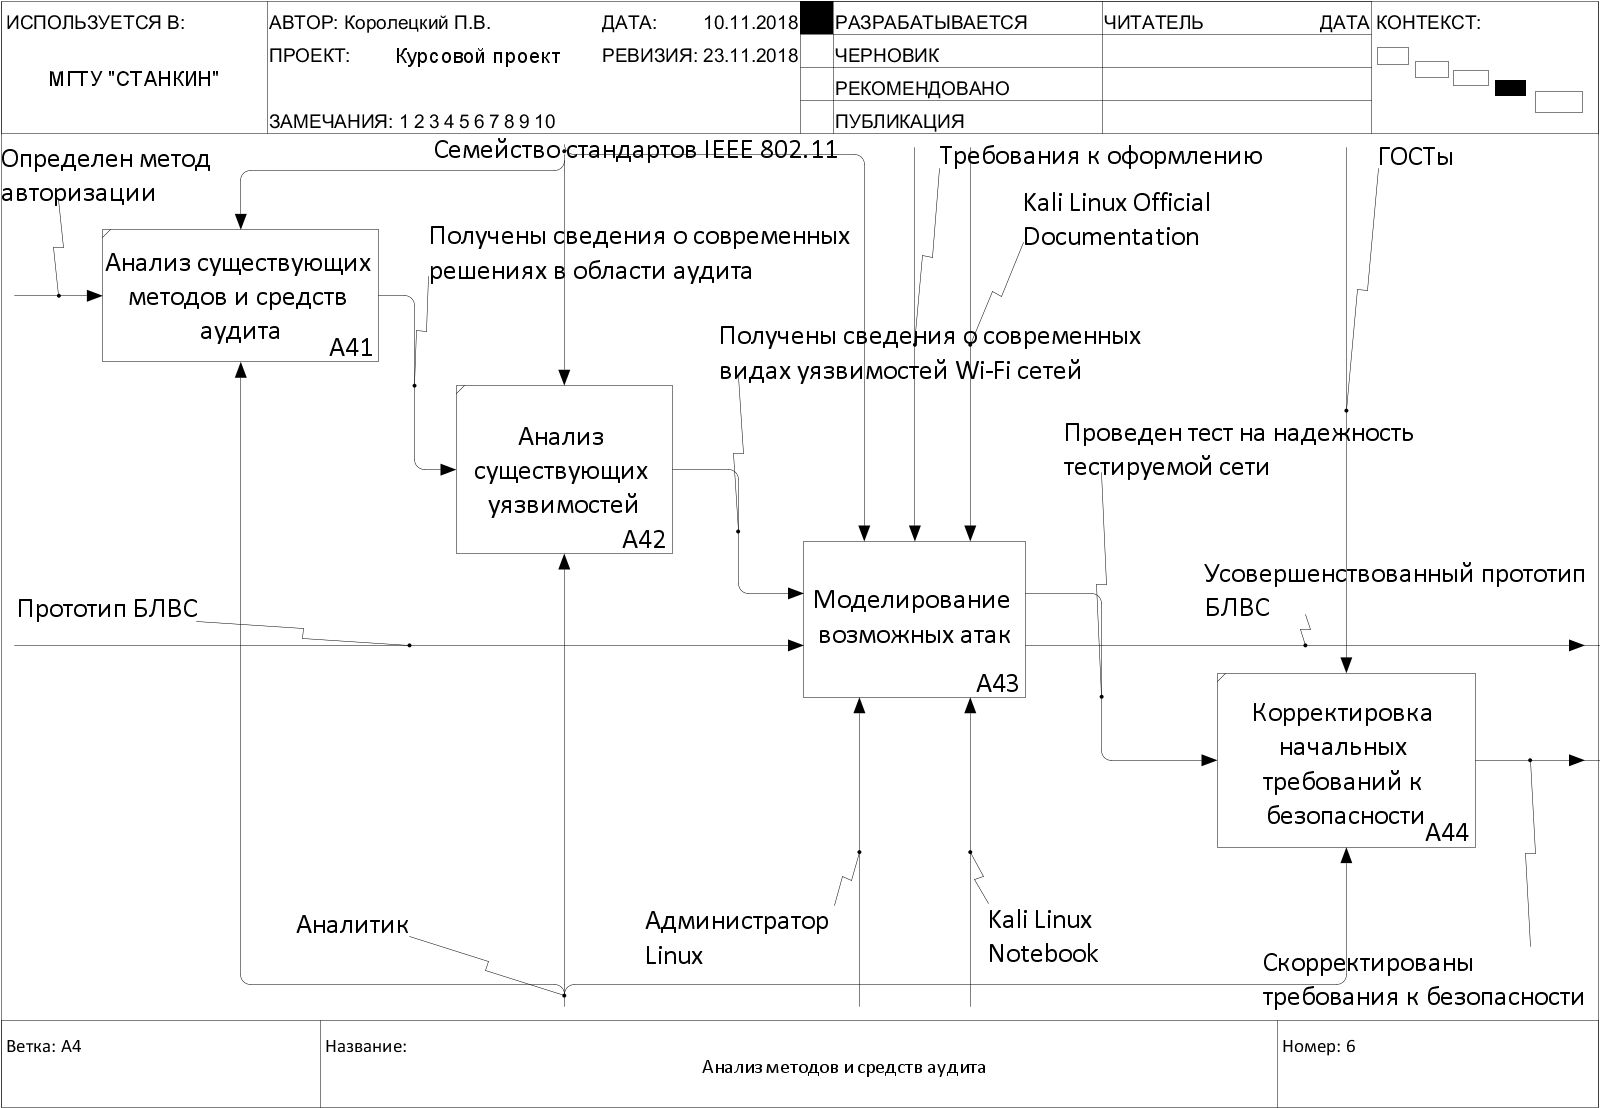 ИСПОЛЬЗУЕТСЯ В:
МГТУ "СТАНКИН"
АВТОР: Королецкий П.В.
ДАТА: 10.11.2018
ПРОЕКТ: Курсовой проект
РЕВИЗИЯ: 23.11.2018
ЗАМЕЧАНИЯ: 1 2 3 4 5 6 7 8 9 10
РАЗРАБАТЫВАЕТСЯ
ЧЕРНОВИК
РЕКОМЕНДОВАНО
ПУБЛИКАЦИЯ
ЧИТАТЕЛЬ
ДАТА
КОНТЕКСТ:
Определен метод
авторизации
Семейство стандартов IEEE 802.11
Требования к оформлению
ГОСТы
Kali Linux Official
Documentation
Анализ существующих
методов и средств
аудита
A41
Получены сведения о современных
решениях в области аудита
Получены сведения о современных
видах уязвимостей Wi-Fi сетей
Анализ
существующих
уязвимостей
A42
Проведен тест на надежность
тестируемой сети
Прототип БЛВС
Моделирование
возможных атак
A43
Усовершенствованный прототип
БЛВС
Корректировка
начальных
требований к
безопасности
A44
Аналитик
Администратор
Linux
Kali Linux
Notebook
Скорректированы
требования к безопасности
Ветка: A4
Название:
Анализ методов и средств аудита
Номер: 6